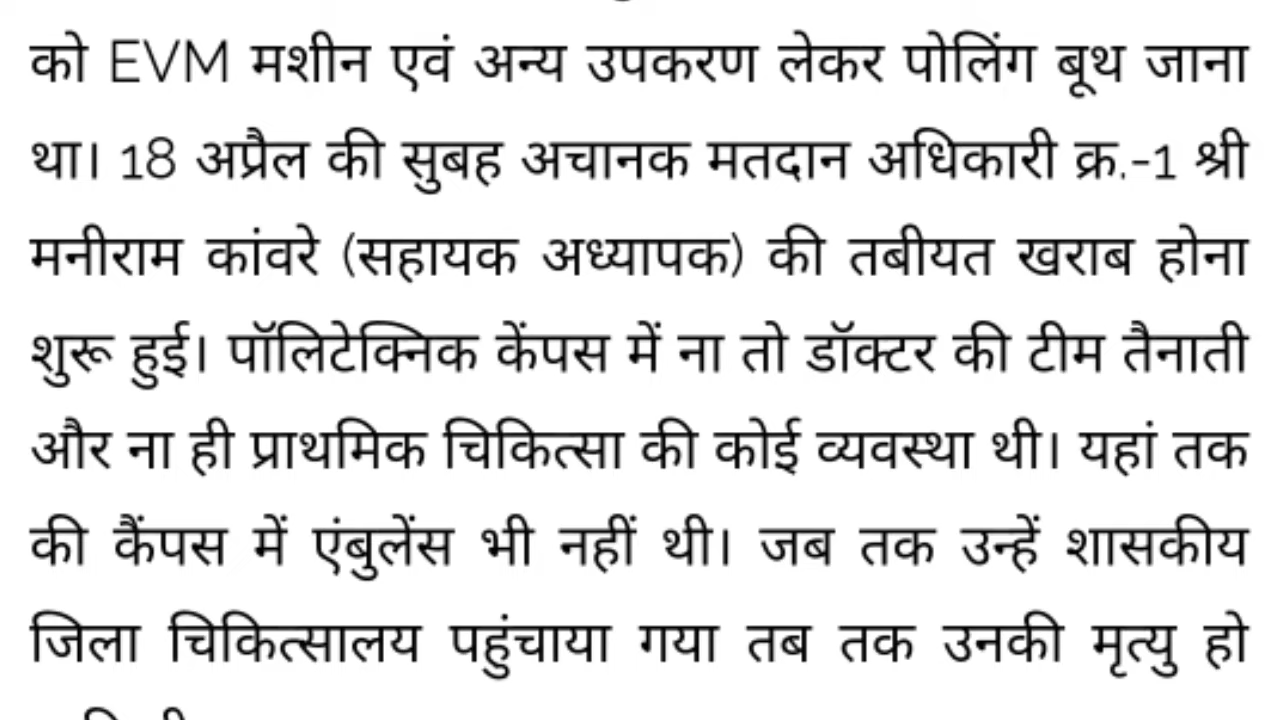 को EVM मशीन एवं अन्य उपकरण लेकर पोलिंग बूथ जाना
था। 18 अप्रैल की सुबह अचानक मतदान अधिकारी क्र.-1 श्री
मनीराम कांवरे (सहायक अध्यापक) की तबीयत खराब होना
शुरू हुई। पॉलिटेक्निक केंपस में ना तो डॉक्टर की टीम तैनाती
और ना ही प्राथमिक चिकित्सा की कोई व्यवस्था थी। यहां तक
की कैंपस में एंबुलेंस भी नहीं थी। जब तक उन्हें शासकीय
जिला चिकित्सालय पहुंचाया गया तब तक उनकी मृत्यु हो